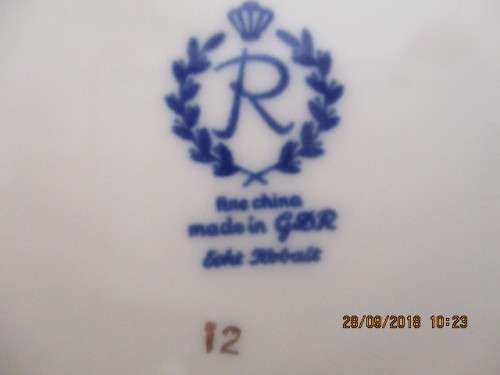 R
fine china
made in GDR
Echt Kobalt
12
28/09/2018 10:23